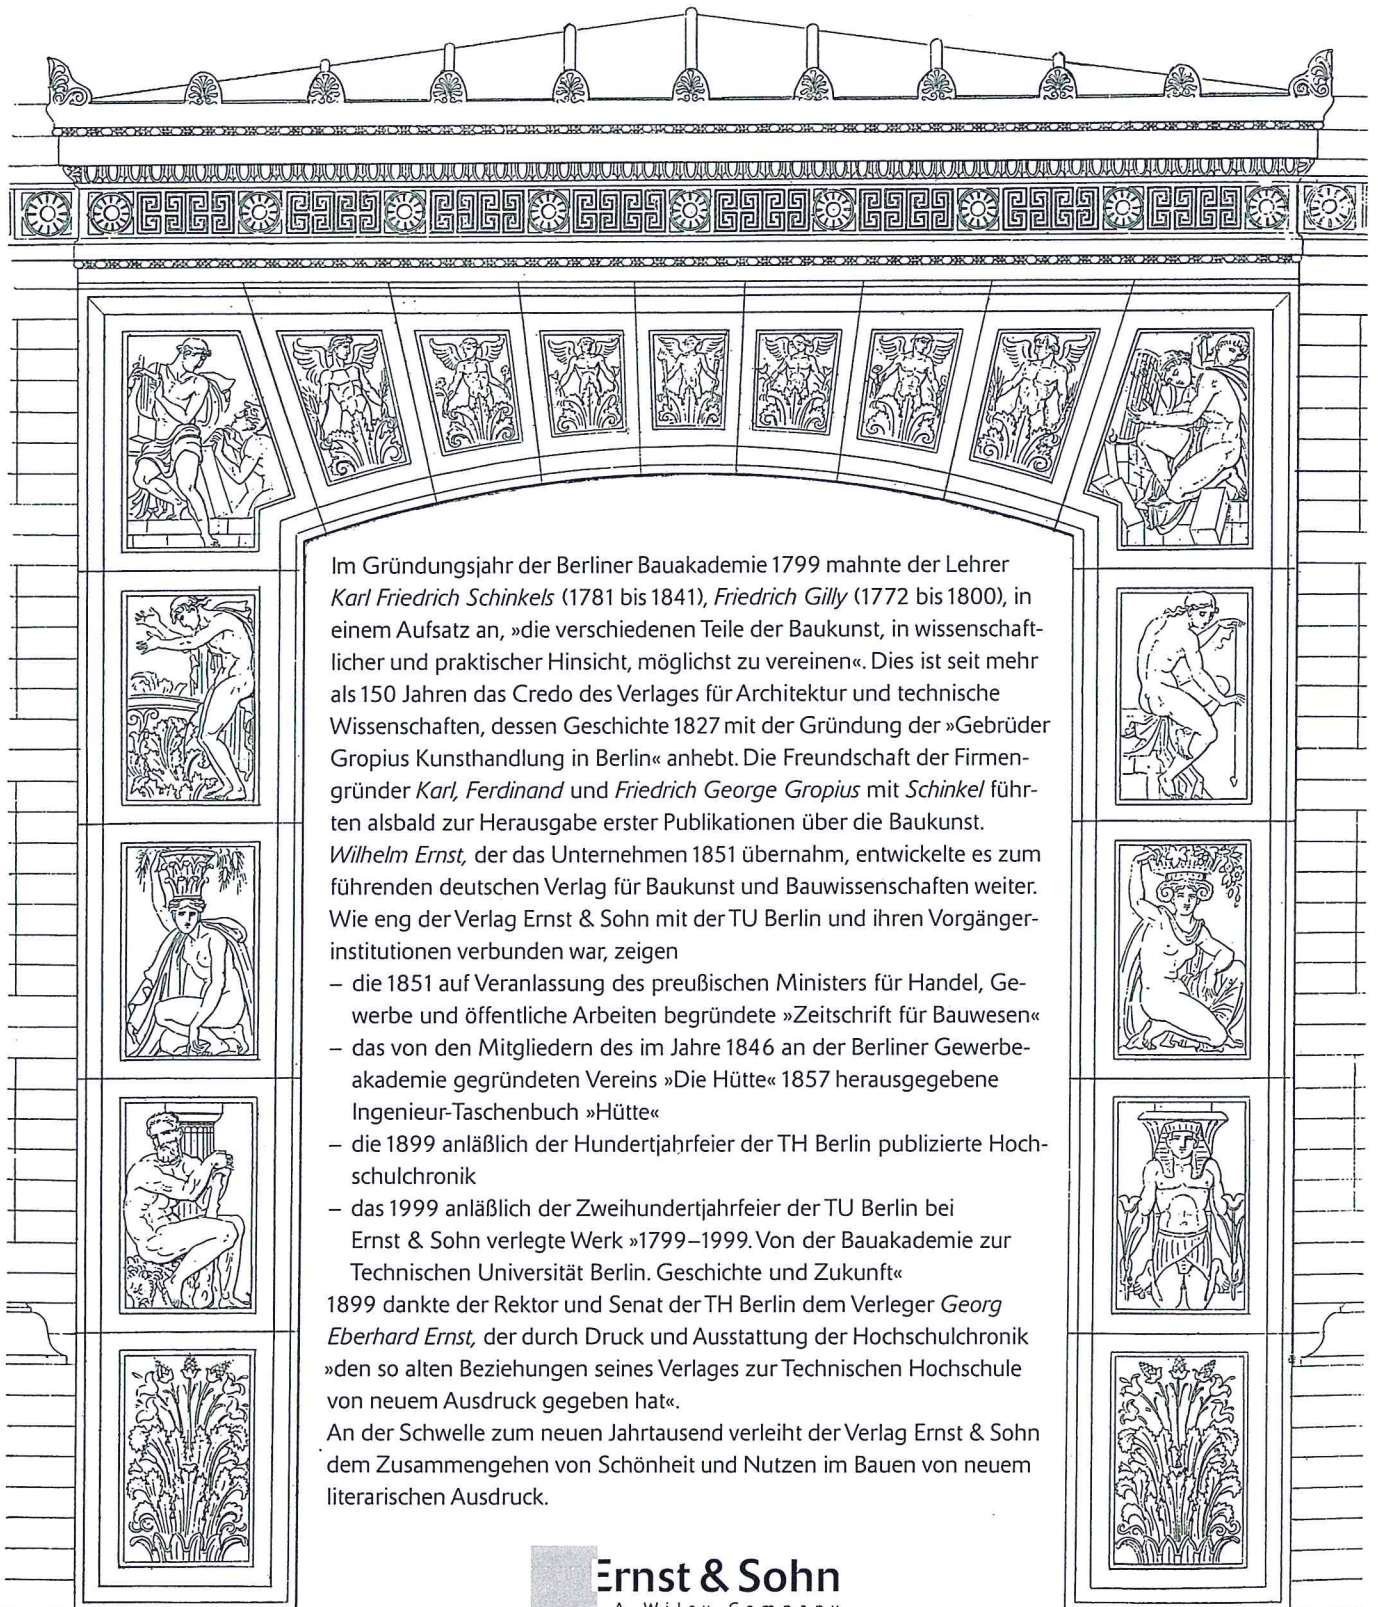 Im Gründungsjahr der Berliner Bauakademie 1799 mahnte der Lehrer
Karl Friedrich Schinkels (1781 bis 1841), Friedrich Gilly (1772 bis 1800), in
einem Aufsatz an, »die verschiedenen Teile der Baukunst, in wissenschaft-
licher und praktischer Hinsicht, möglichst zu vereinen«. Dies ist seit mehr
als 150 Jahren das Credo des Verlages für Architektur und technische
Wissenschaften, dessen Geschichte 1827 mit der Gründung der »Gebrüder
Gropius Kunsthandlung in Berlin« anhebt. Die Freundschaft der Firmen-
gründer Karl, Ferdinand und Friedrich George Gropius mit Schinkel führ-
ten alsbald zur Herausgabe erster Publikationen über die Baukunst.
Wilhelm Ernst, der das Unternehmen 1851 übernahm, entwickelte es zum
führenden deutschen Verlag für Baukunst und Bauwissenschaften weiter.
Wie eng der Verlag Ernst & Sohn mit der TU Berlin und ihren Vorgänger-
institutionen verbunden war, zeigen
– die 1851 auf Veranlassung des preußischen Ministers für Handel, Ge-
werbe und öffentliche Arbeiten begründete »Zeitschrift für Bauwesen«
– das von den Mitgliedern des im Jahre 1846 an der Berliner Gewerbe-
akademie gegründeten Vereins »Die Hütte« 1857 herausgegebene
Ingenieur-Taschenbuch »Hütte«
– die 1899 anläßlich der Hundertjahrfeier der TH Berlin publizierte Hoch-
schulchronik
– das 1999 anläßlich der Zweihundertjahrfeier der TU Berlin bei
Ernst & Sohn verlegte Werk »1799–1999. Von der Bauakademie zur
Technischen Universität Berlin. Geschichte und Zukunft«
1899 dankte der Rektor und Senat der TH Berlin dem Verleger Georg
Eberhard Ernst, der durch Druck und Ausstattung der Hochschulchronik
»den so alten Beziehungen seines Verlages zur Technischen Hochschule
von neuem Ausdruck gegeben hat«.
An der Schwelle zum neuen Jahrtausend verleiht der Verlag Ernst & Sohn
dem Zusammengehen von Schönheit und Nutzen im Bauen von neuem
literarischen Ausdruck.
Ernst & Sohn
A Wiley Company